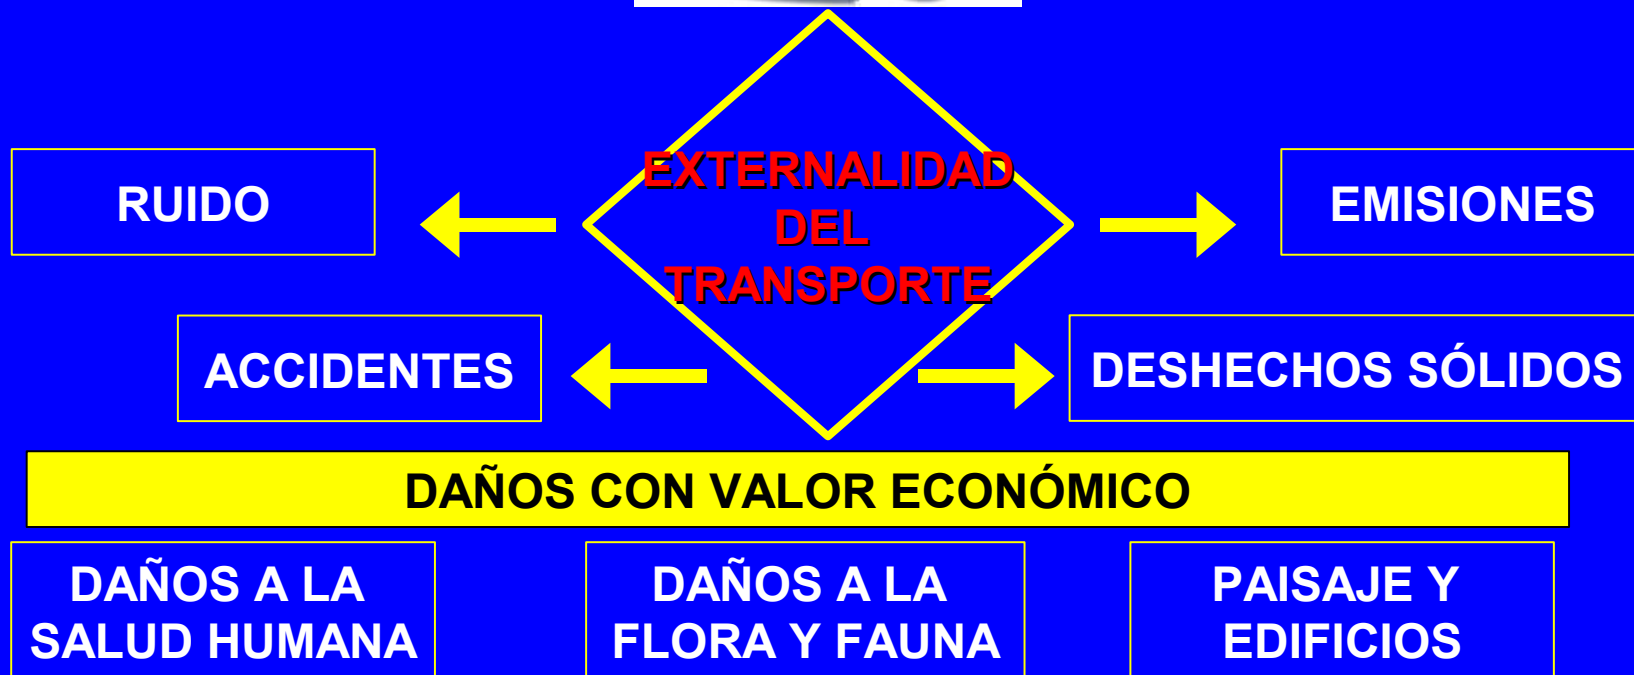 EXTERNALIDAD
DEL
TRANSPORTE
RUIDO
EMISIONES
ACCIDENTES
DESHECHOS SÓLIDOS
DAÑOS CON VALOR ECONÓMICO
DAÑOS A LA
SALUD HUMANA
DAÑOS A LA
FLORA Y FAUNA
PAISAJE Y
EDIFICIOS